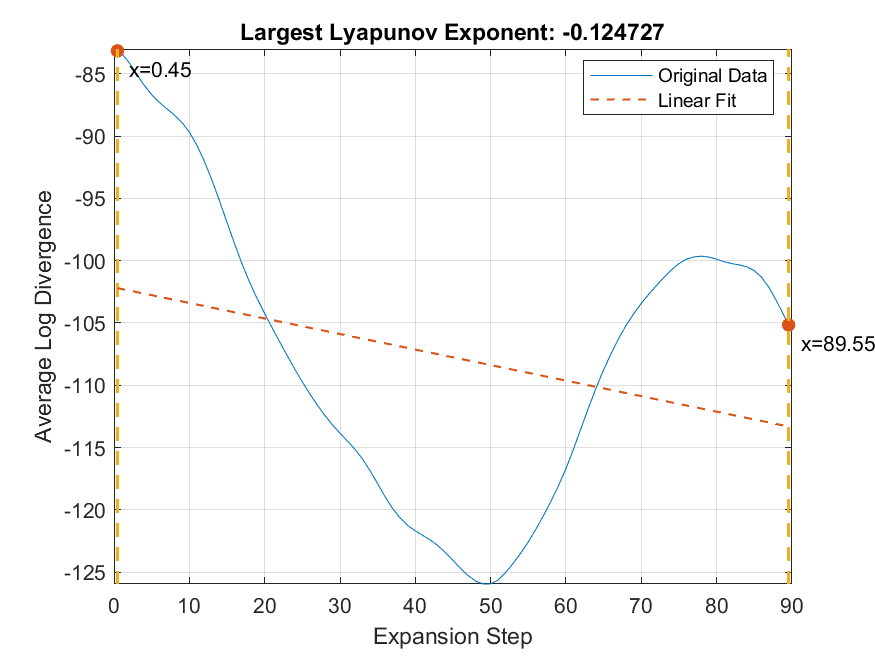 Largest Lyapunov Exponent: -0.124727
x=0.45
Original Data
Linear Fit
-85
-90
-95
-100
-105
-110
-115
-120
-125
Average Log Divergence
x=89.55
0 10 20 30 40 50 60 70 80 90
Expansion Step